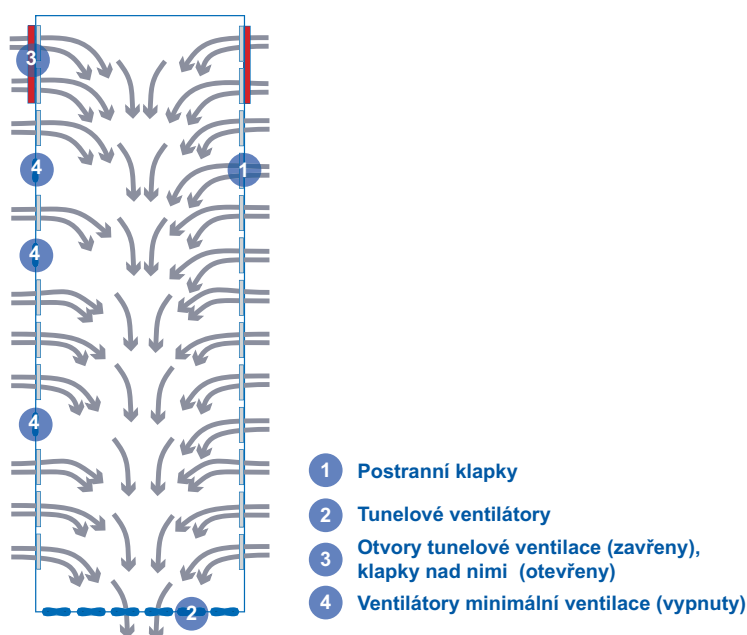 3
4
1
4
4
2
1 Postranní klapky
2 Tunelové ventilátory
3 Otvory tunelové ventilace (zavřeny),
klapky nad nimi (otevřeny)
4 Ventilátory minimální ventilace (vypnuty)